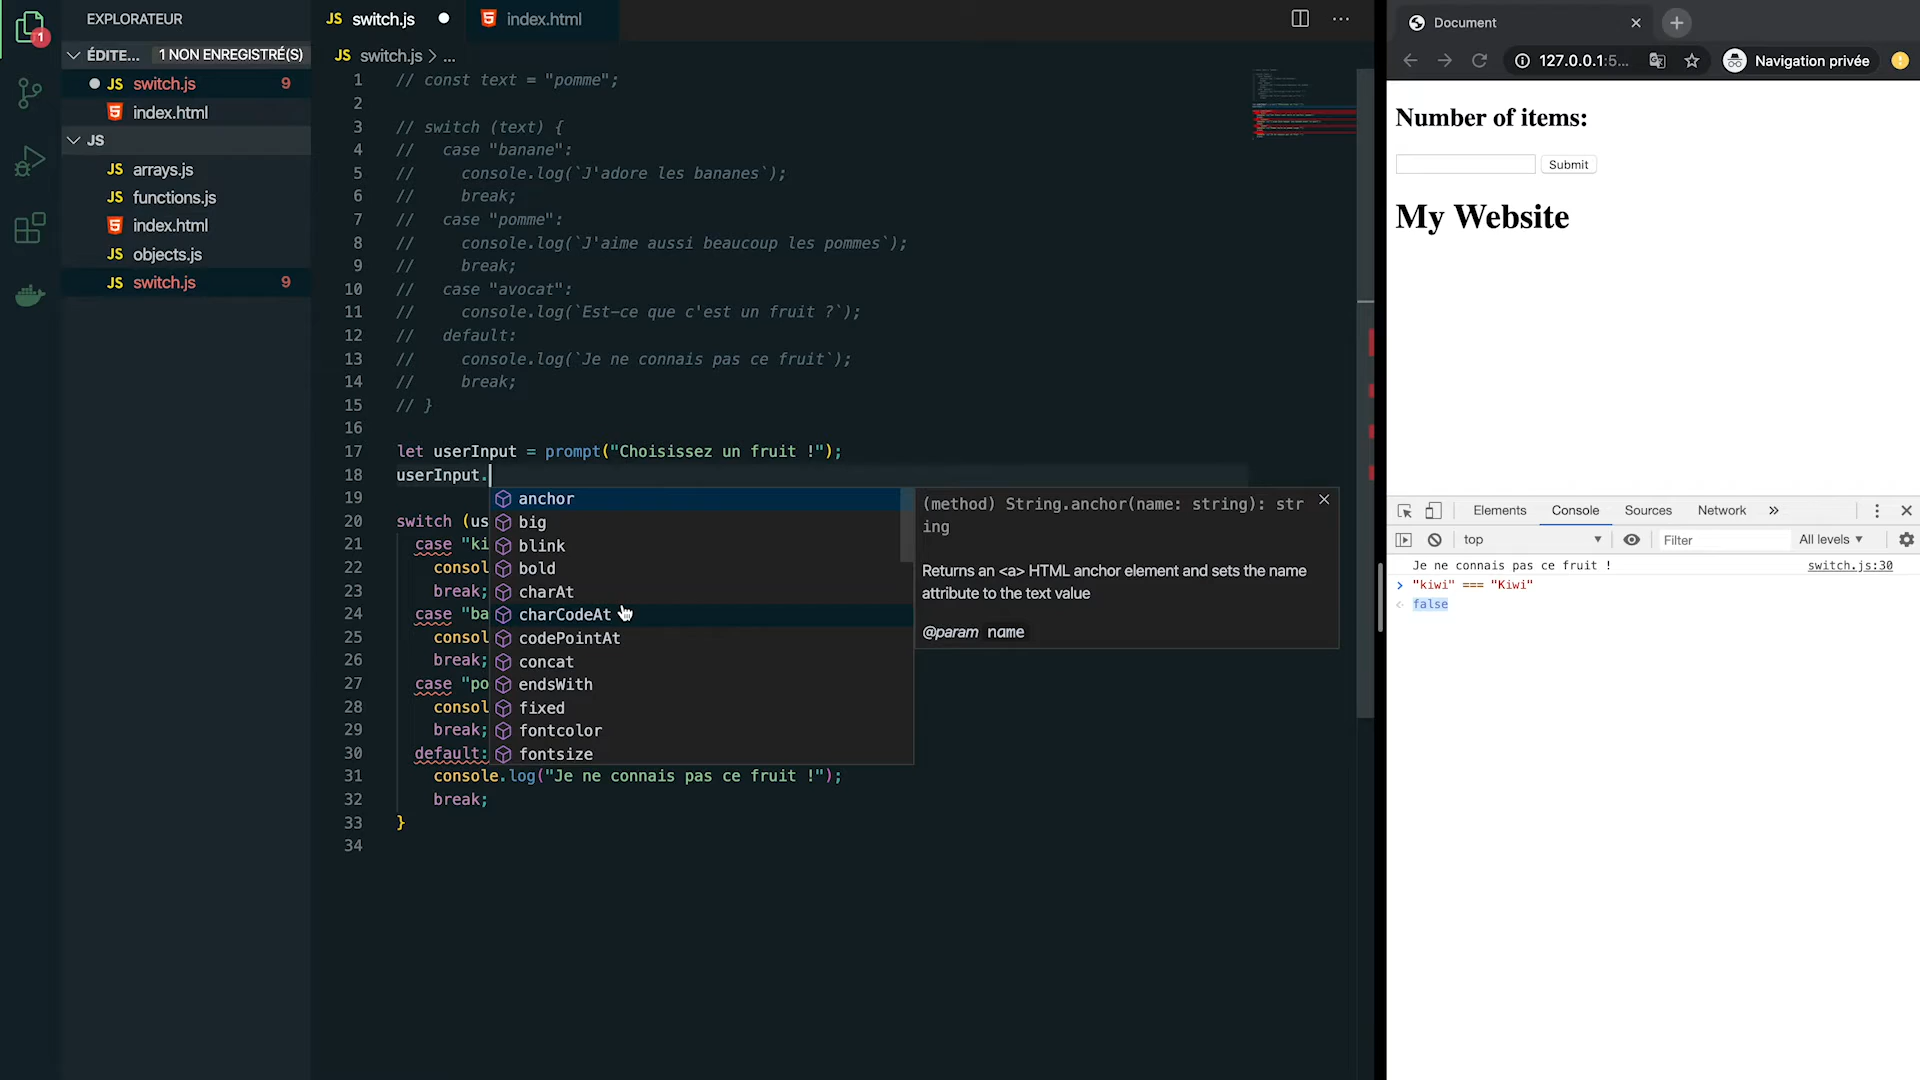 EXPLORATEUR
ÉDITE... 1 NON ENREGISTRÉ(S)
JS switch.js 9
index.html
JS
JS arrays.js
JS functions.js
index.html
JS objects.js
JS switch.js 9
1
JS switch.js
index.html
JS switch.js > ...
1 // const text = "pomme";
2
3 // switch (text) {
4 //   case "banane":
5 //     console.log(`J'adore les bananes`);
6 //     break;
7 //   case "pomme":
8 //     console.log(`J'aime aussi beaucoup les pommes`);
9 //     break;
10 //   case "avocat":
11 //     console.log(`Est-ce que c'est un fruit ?`);
12 //   default:
13 //     console.log(`Je ne connais pas ce fruit`);
14 //     break;
15 // }
16
17 let userInput = prompt("Choisissez un fruit !");
18 userInput.
19
20 switch (us
21   case "ki
22     consol
23     break;
24   case "ba
25     consol
26     break;
27   case "po
28     consol
29     break;
30   default:
31     console.log("Je ne connais pas ce fruit !");
32     break;
33 }
34
anchor
big
blink
bold
charAt
charCodeAt
codePointAt
concat
endsWith
fixed
fontcolor
fontsize
(method) String.anchor(name: string): str
ing
Returns an <a> HTML anchor element and sets the name
attribute to the text value
@param name
Document
127.0.0.1:5... Navigation privée
Number of items:
Submit
My Website
Elements Console Sources Network »
top Filter All levels
Je ne connais pas ce fruit ! switch.js:30
> "kiwi" === "Kiwi"
false